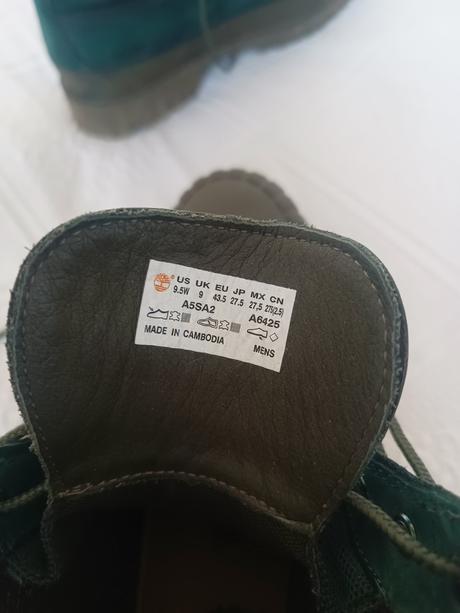 US UK EU JP MX CN
9.5W 9 43.5 27.5 27,5 275(2.5)
A5SA2 A6425
MADE IN CAMBODIA MENS